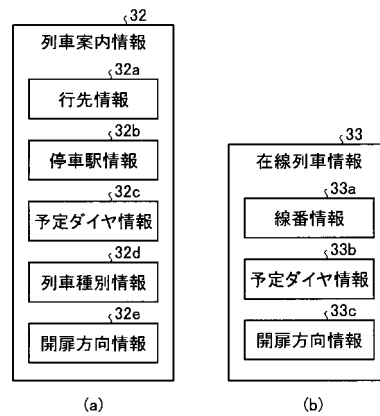 32
列車案内情報
32a
行先情報
32b
停車駅情報
32c
予定ダイヤ情報
32d
列車種別情報
32e
開扉方向情報
(a)
33
在線列車情報
33a
線番情報
33b
予定ダイヤ情報
33c
開扉方向情報
(b)